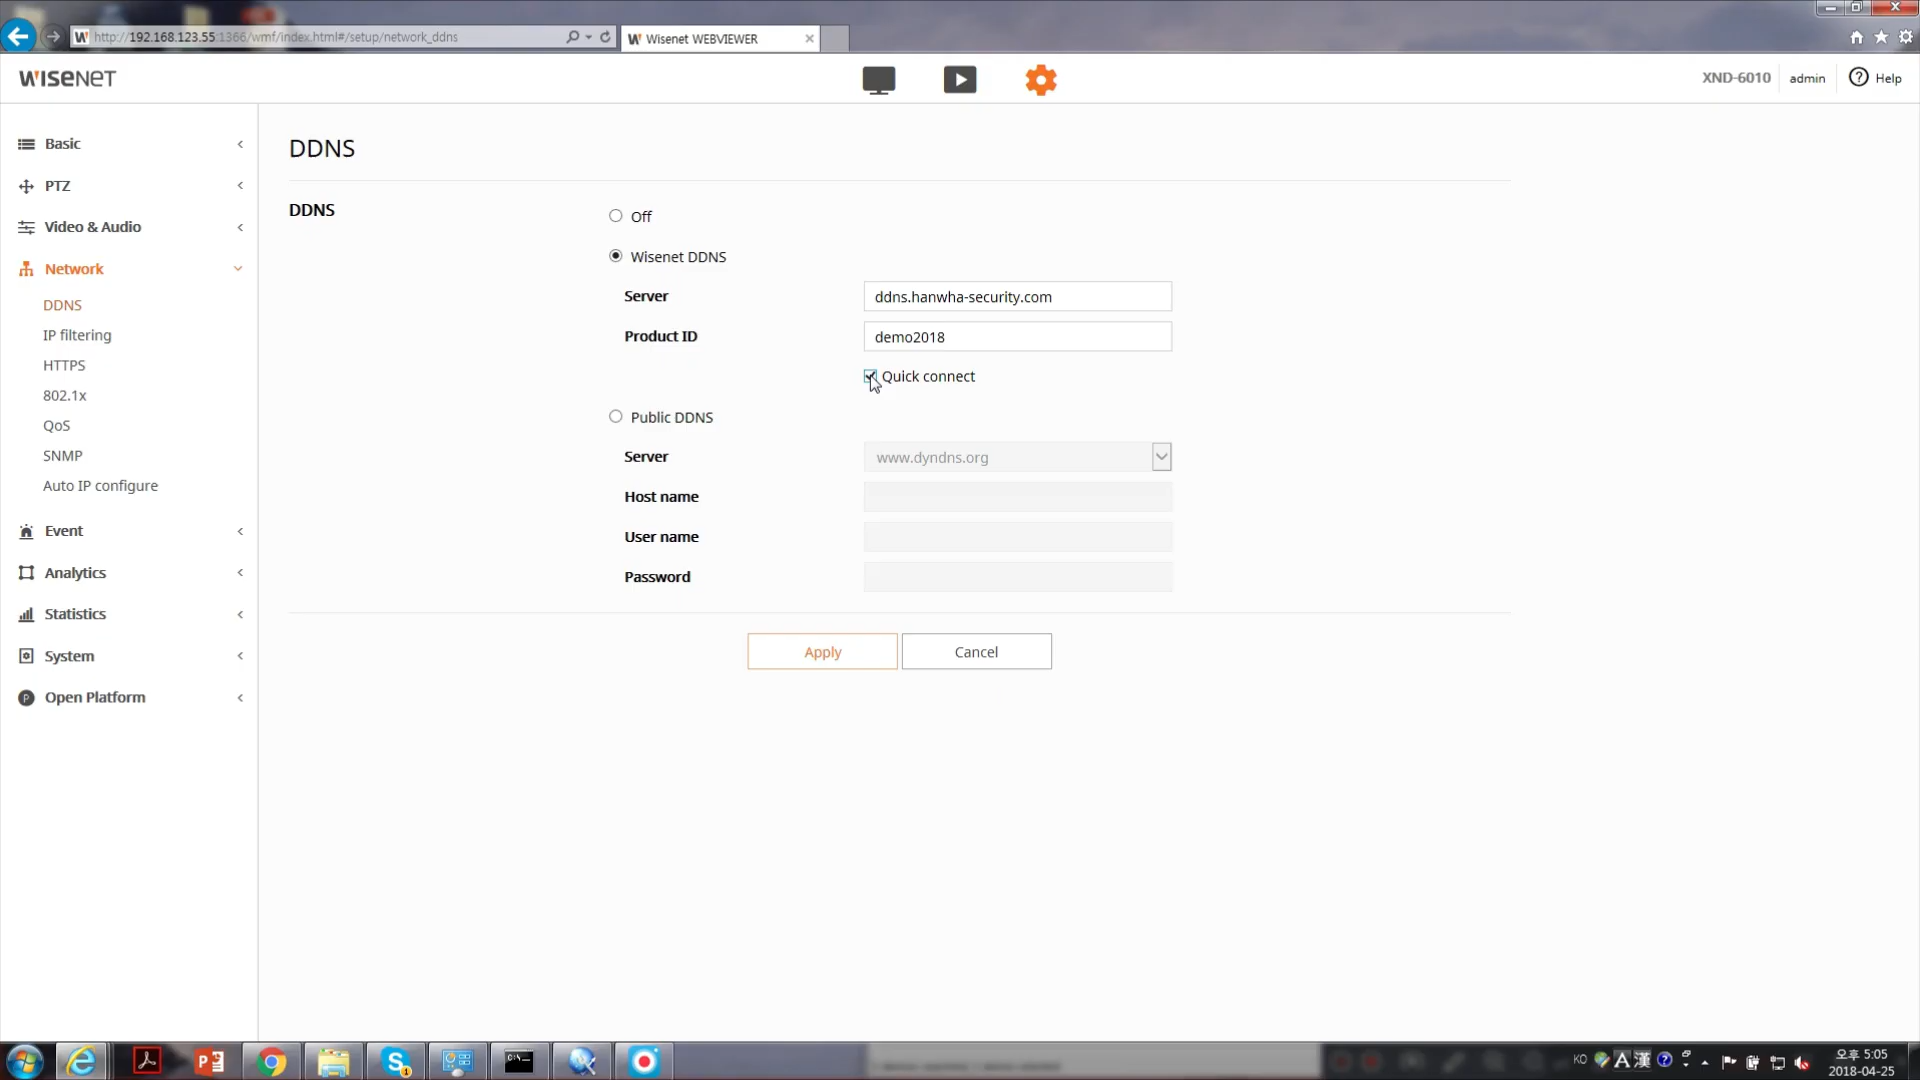 http://192.168.123.55:1366/wmf/index.html#/setup/network_ddns
Wisenet WEBVIEWER
WISENET
XND-6010
admin
Help
Basic
PTZ
Video & Audio
Network
DDNS
IP filtering
HTTPS
802.1x
QoS
SNMP
Auto IP configure
Event
Analytics
Statistics
System
Open Platform
DDNS
DDNS
Off
Wisenet DDNS
Server
ddns.hanwha-security.com
Product ID
demo2018
Quick connect
Public DDNS
Server
www.dyndns.org
Host name
User name
Password
Apply
Cancel
KO
A 漢
오후 5:05
2018-04-25